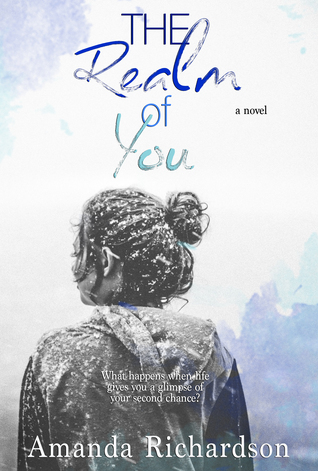 THE
Realm
of
a novel
You
What happens when life
gives you a glimpse of
your second chance?
Amanda Richardson